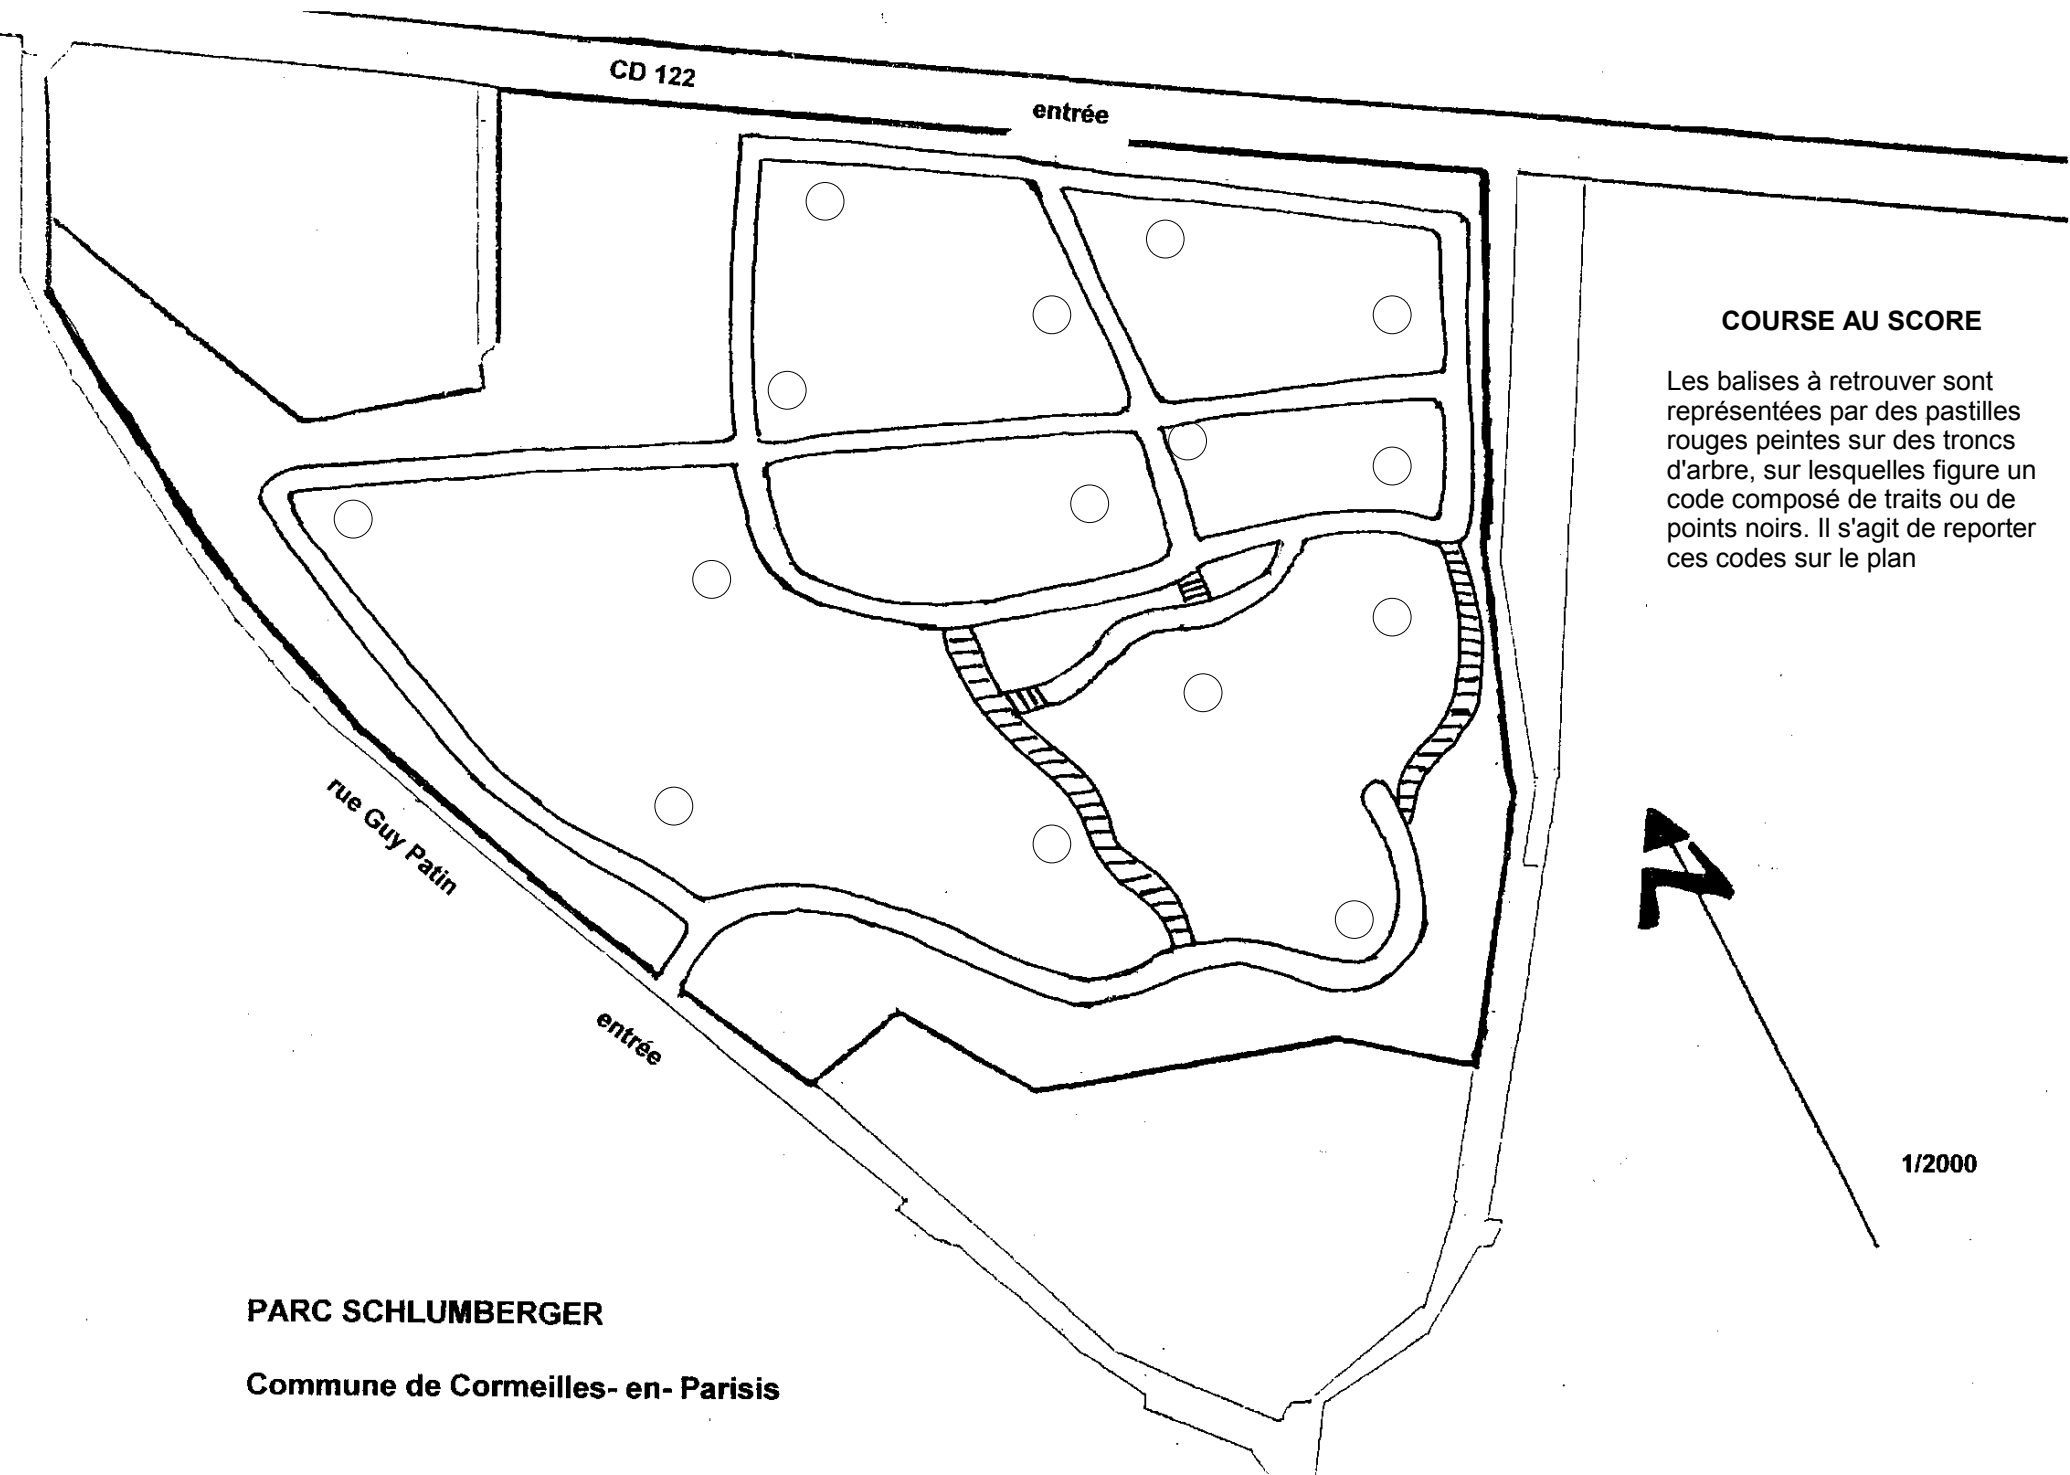 CD 122
entrée
COURSE AU SCORE
Les balises à retrouver sont
représentées par des pastilles
rouges peintes sur des troncs
d'arbre, sur lesquelles figure un
code composé de traits ou de
points noirs. Il s'agit de reporter
ces codes sur le plan
rue Guy Patin
entrée
N
1/2000
PARC SCHLUMBERGER
Commune de Cormeilles- en- Parisis